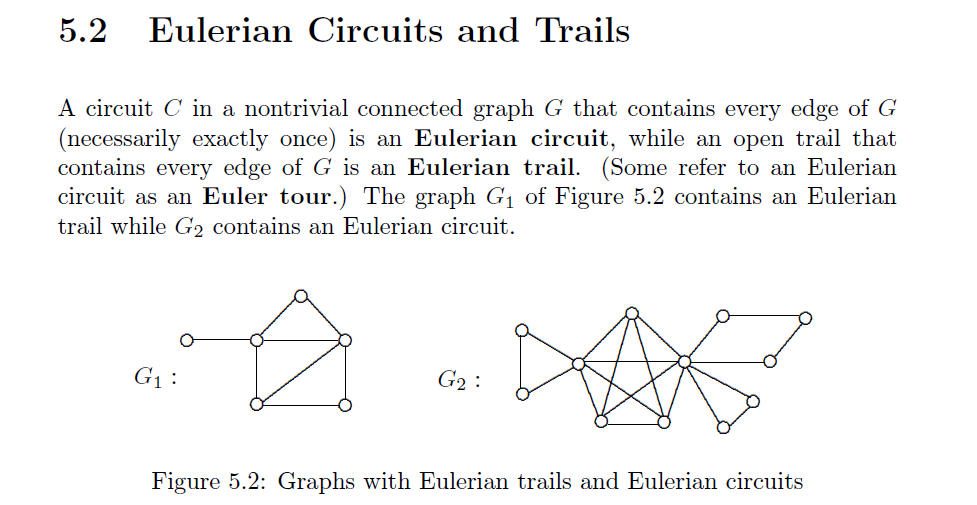 5.2 Eulerian Circuits and Trails
A circuit C in a nontrivial connected graph G that contains every edge of G
(necessarily exactly once) is an Eulerian circuit, while an open trail that
contains every edge of G is an Eulerian trail. (Some refer to an Eulerian
circuit as an Euler tour.) The graph G₁ of Figure 5.2 contains an Eulerian
trail while G₂ contains an Eulerian circuit.
G₁ :
G₂ :
Figure 5.2: Graphs with Eulerian trails and Eulerian circuits